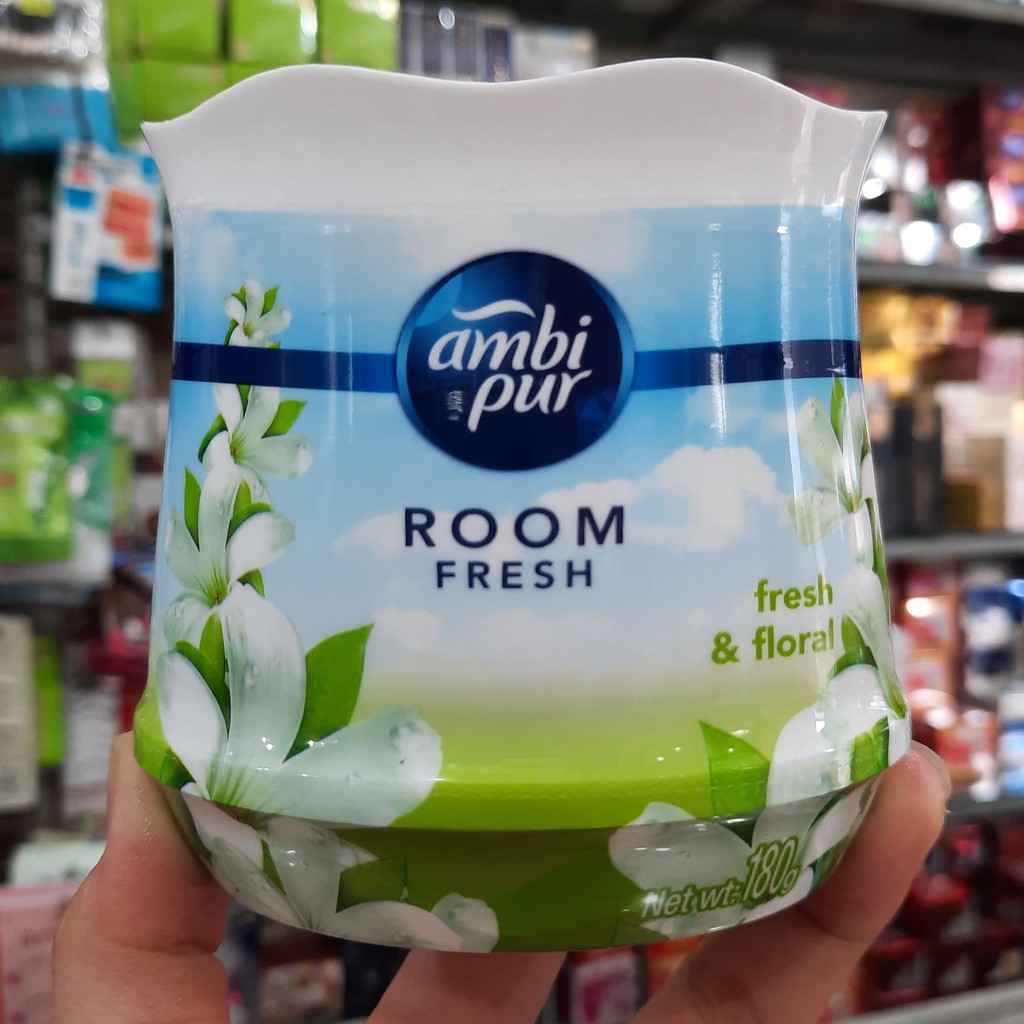 ambi
pur
ROOM
FRESH
fresh
& floral
Net wt: 180g